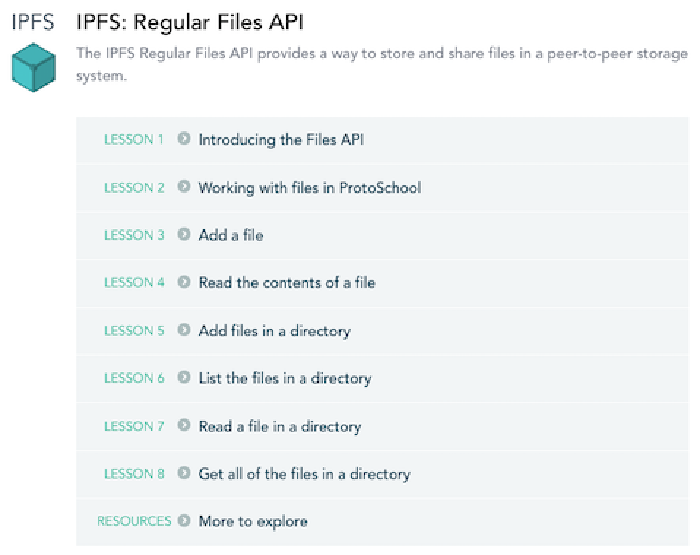 IPFS IPFS: Regular Files API
The IPFS Regular Files API provides a way to store and share files in a peer-to-peer storage
system.
LESSON 1 Introducing the Files API
LESSON 2 Working with files in ProtoSchool
LESSON 3 Add a file
LESSON 4 Read the contents of a file
LESSON 5 Add files in a directory
LESSON 6 List the files in a directory
LESSON 7 Read a file in a directory
LESSON 8 Get all of the files in a directory
RESOURCES More to explore